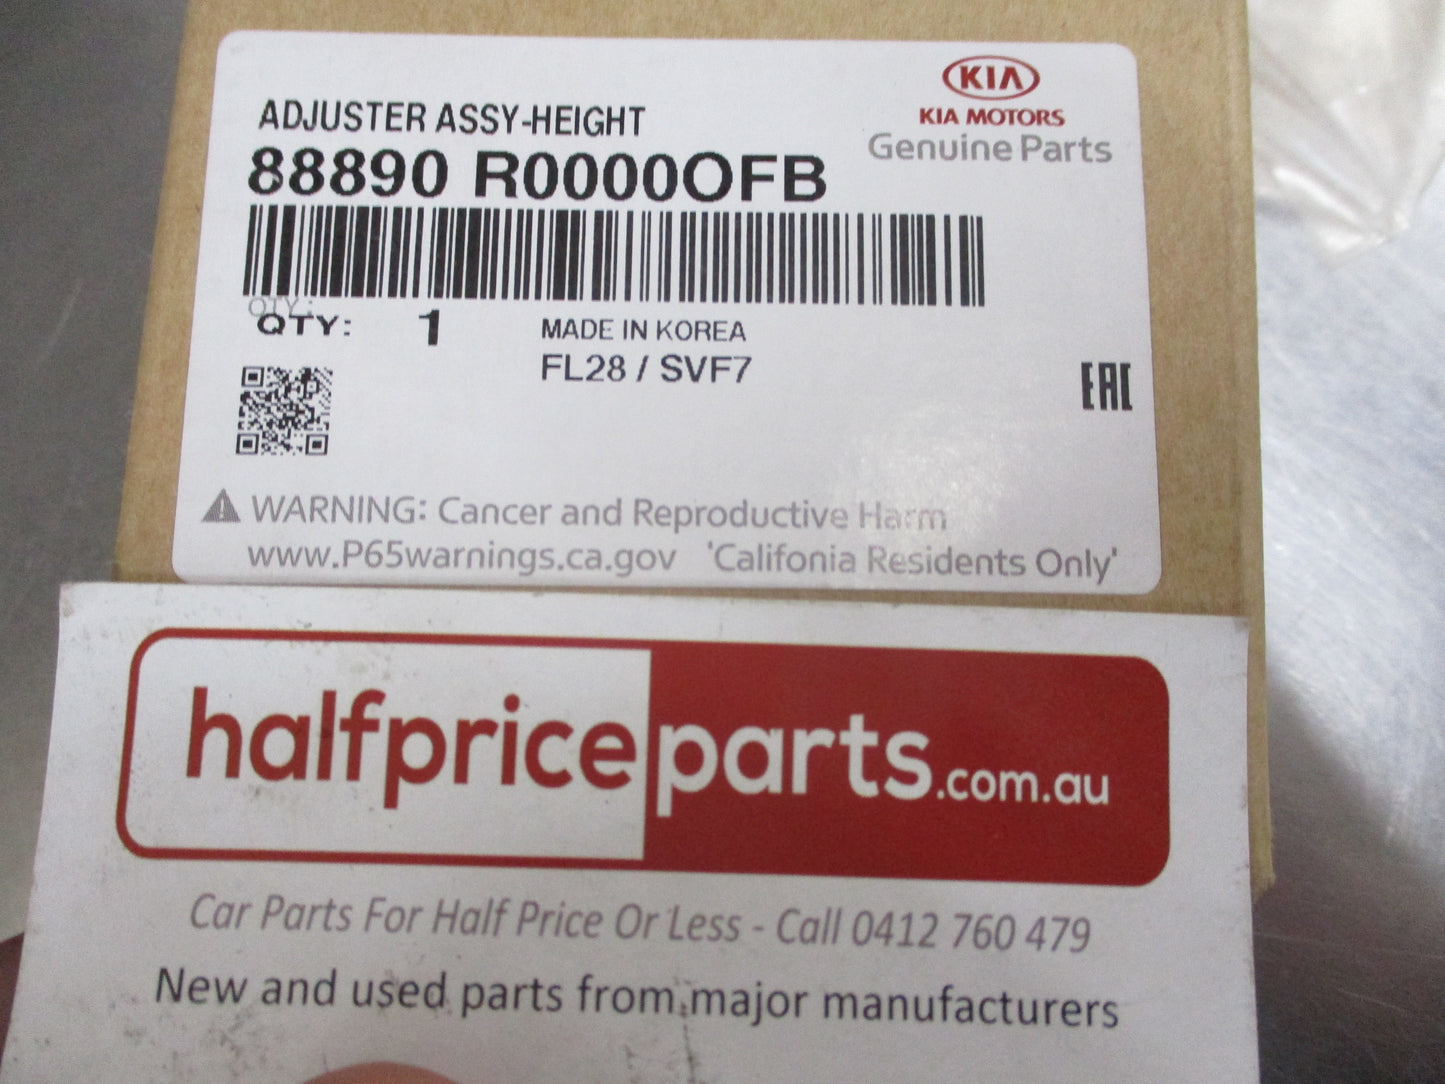 KIA
KIA MOTORS
Genuine Parts
ADJUSTER ASSY-HEIGHT
88890 R0000OFB
QTY.:
QTY: 1
MADE IN KOREA
FL28 / SVF7
EAC
WARNING: Cancer and Reproductive Harm
www.P65warnings.ca.gov 'Califonia Residents Only'
halfpriceparts.com.au
Car Parts For Half Price Or Less - Call 0412 760 479
New and used parts from major manufacturers